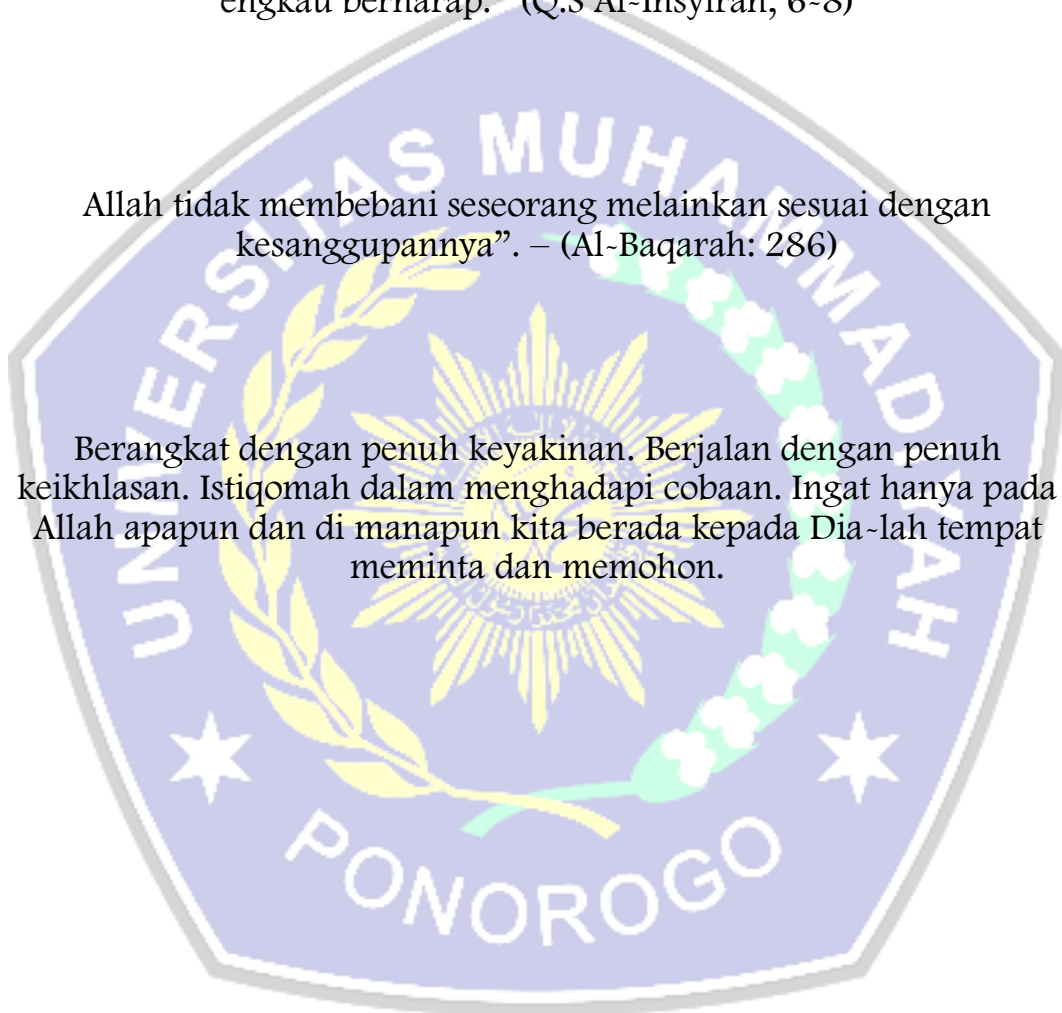 engkau berharap." (Q.S Al-Insyirah, 6-8)
Allah tidak membebani seseorang melainkan sesuai dengan
kesanggupannya”. – (Al-Baqarah: 286)
Berangkat dengan penuh keyakinan. Berjalan dengan penuh
keikhlasan. Istiqomah dalam menghadapi cobaan. Ingat hanya pada
Allah apapun dan di manapun kita berada kepada Dia-lah tempat
meminta dan memohon.
UNIVERSITAS MUHAMMADIYAH
PONOROGO